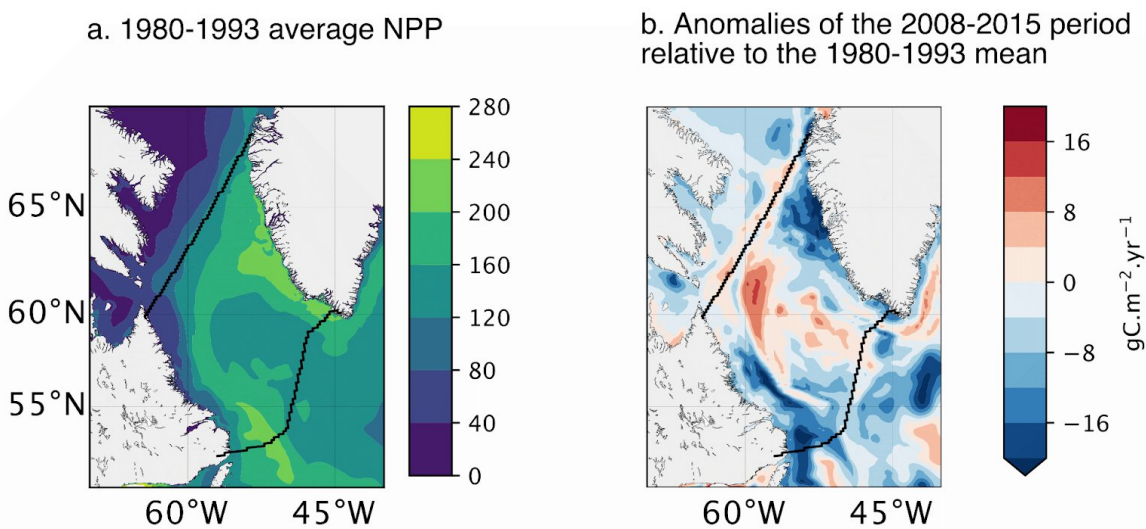 a. 1980-1993 average NPP
b. Anomalies of the 2008-2015 period
relative to the 1980-1993 mean
280
240
200
160
120
80
40
0
65°N
60°N
55°N
60°W 45°W
16
8
0
−8
−16
gC.m⁻².yr⁻¹
60°W 45°W